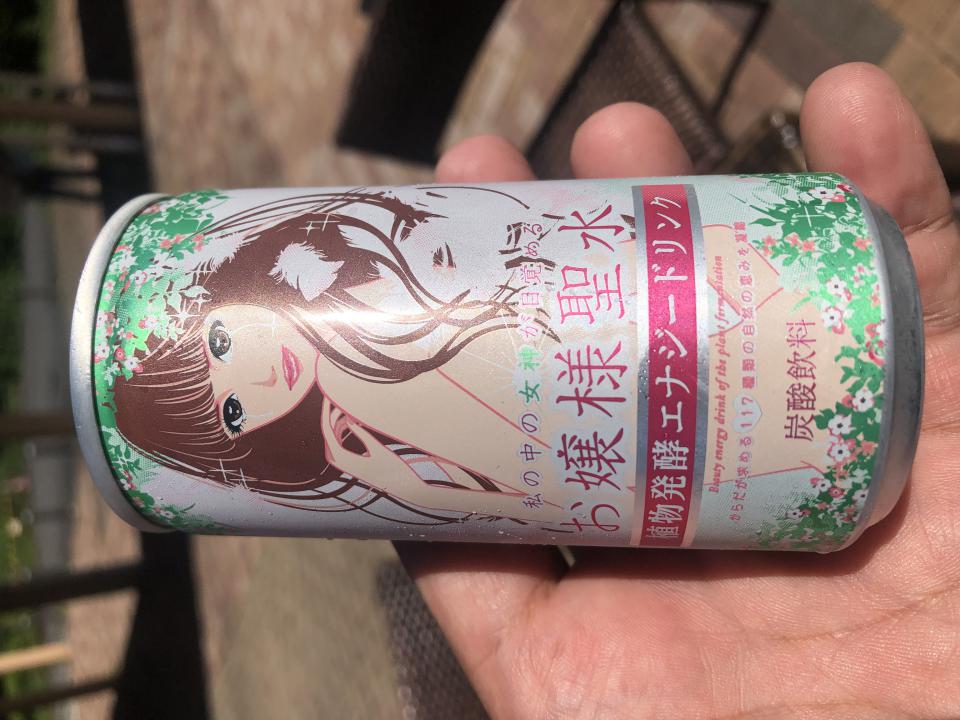 私の中の女神が目覚める
お嬢様聖水
植物発酵エナジードリンク
Beauty energy drink of the plant fermentation
からだが求める117種類の自然の恵みを凝縮
炭酸飲料